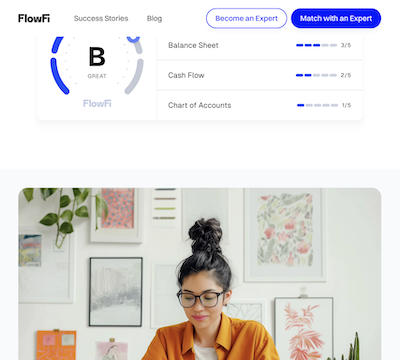 FlowFi
Success Stories
Blog
Become an Expert
Match with an Expert
B
GREAT
FlowFi
Balance Sheet
3/5
Cash Flow
2/5
Chart of Accounts
1/5